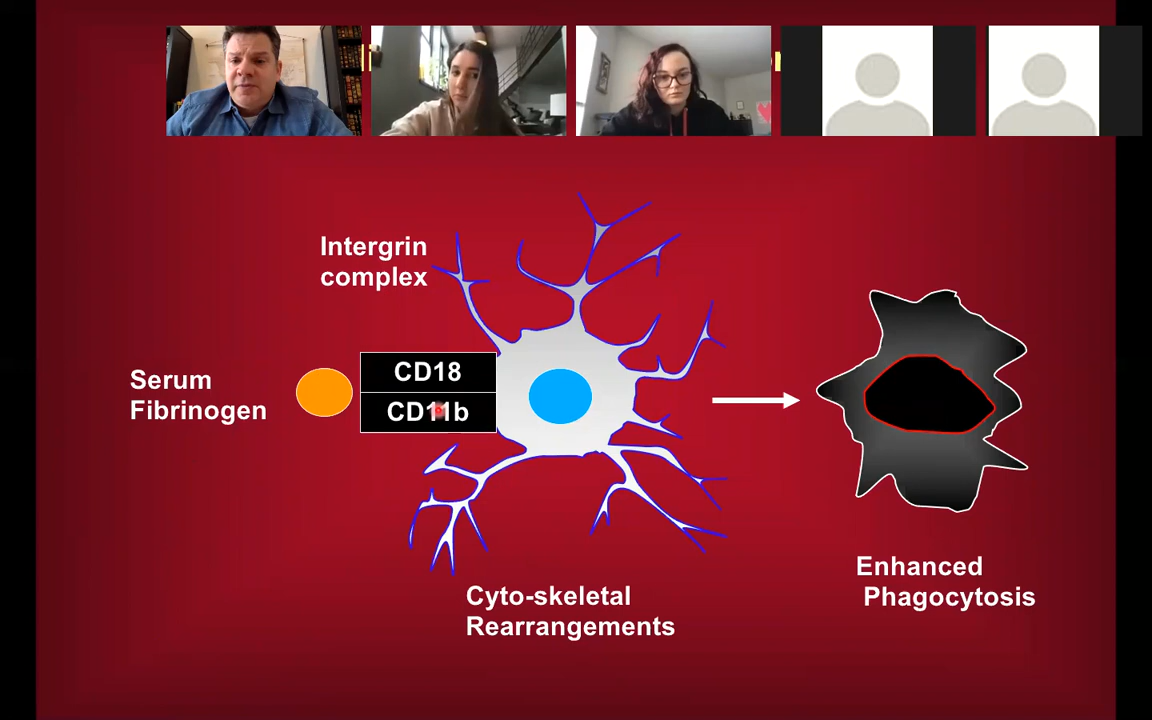 Intergrin
complex
CD18
CD11b
Serum
Fibrinogen
Cyto-skeletal
Rearrangements
Enhanced
Phagocytosis